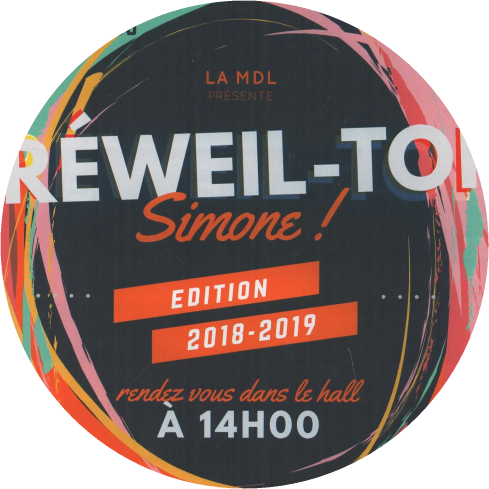 LA MDL
PRÉSENTE
RÉWEIL-TOI
Simone !
EDITION
2018-2019
rendez vous dans le hall
À 14H00